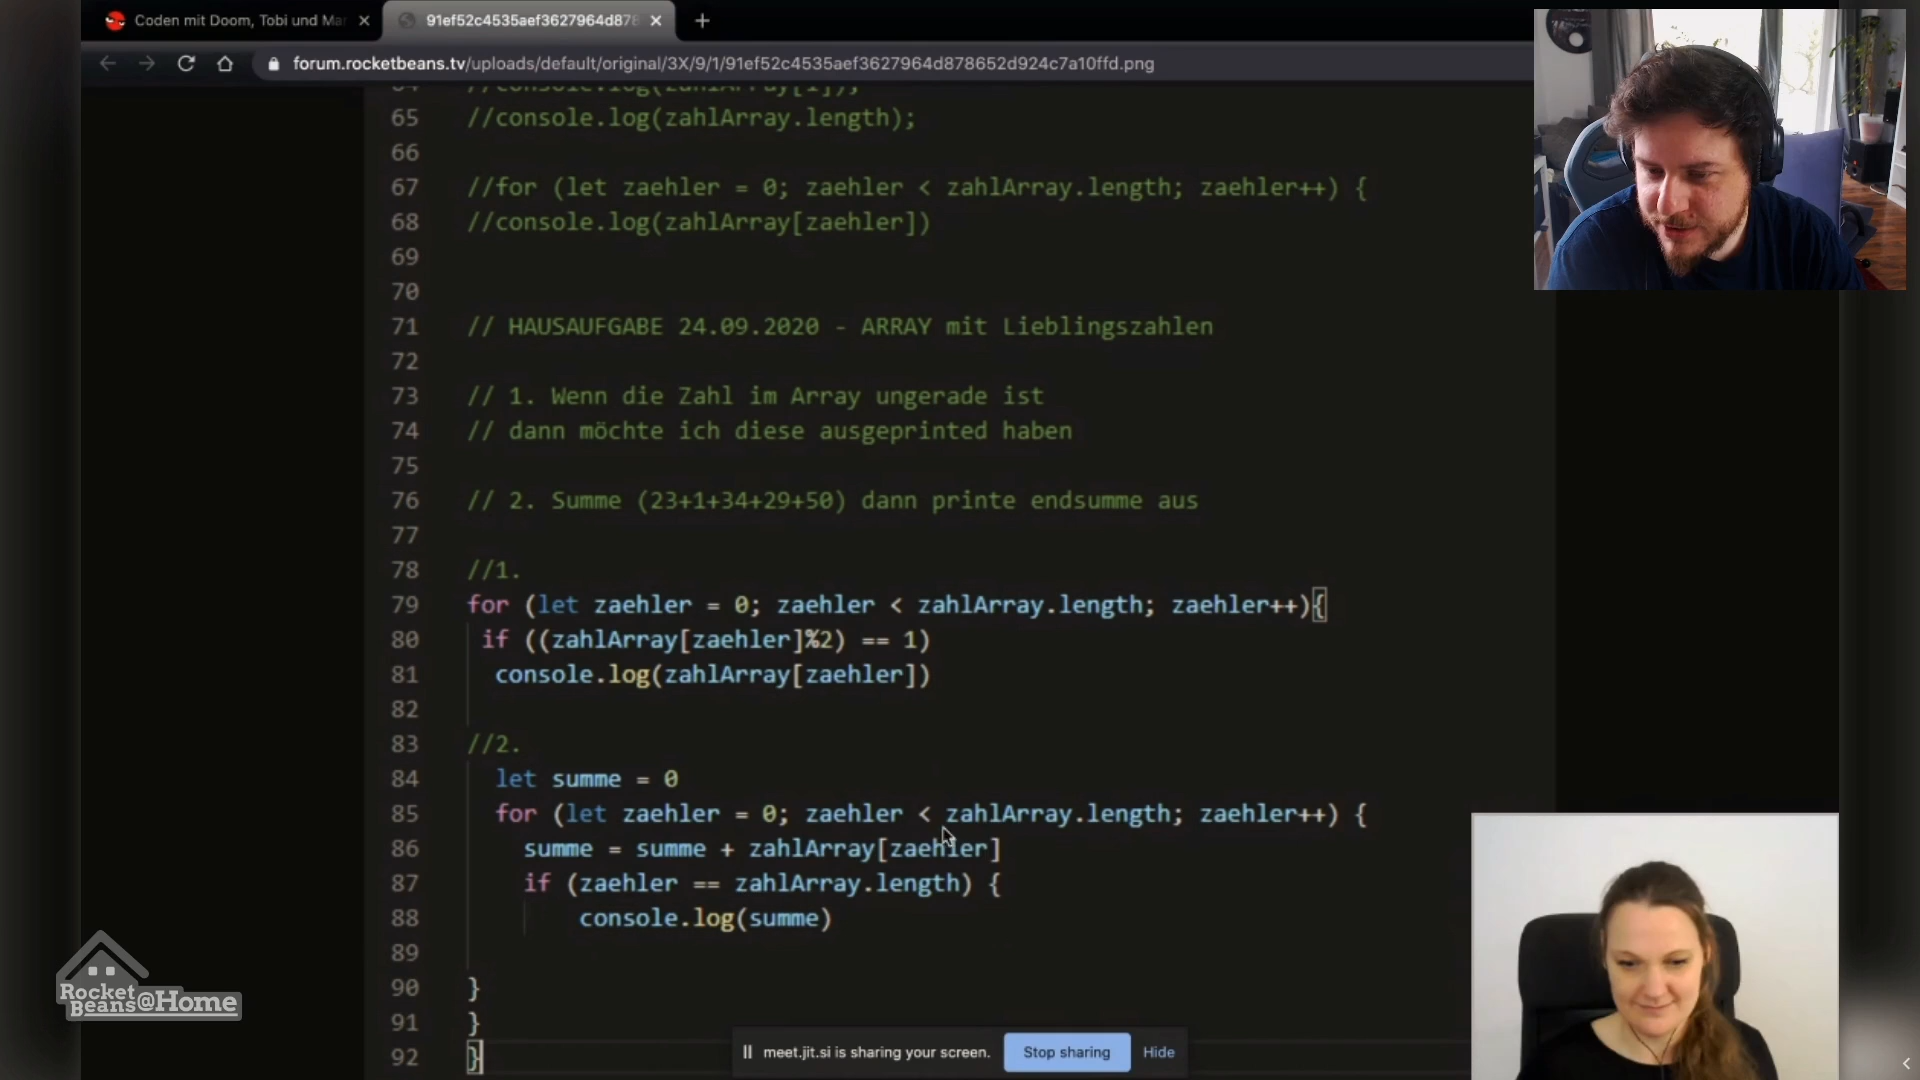 Coden mit Doom, Tobi und Mar
91ef52c4535aef3627964d878
forum.rocketbeans.tv/uploads/default/original/3X/9/1/91ef52c4535aef3627964d878652d924c7a10ffd.png
64 //console.log(zahlArray[1]);
65 //console.log(zahlArray.length);
66
67 //for (let zaehler = 0; zaehler < zahlArray.length; zaehler++) {
68 //console.log(zahlArray[zaehler])
69
70
71 // HAUSAUFGABE 24.09.2020 - ARRAY mit Lieblingszahlen
72
73 // 1. Wenn die Zahl im Array ungerade ist
74 // dann möchte ich diese ausgeprinted haben
75
76 // 2. Summe (23+1+34+29+50) dann printe endsumme aus
77
78 //1.
79 for (let zaehler = 0; zaehler < zahlArray.length; zaehler++){
80 if ((zahlArray[zaehler]%2) == 1)
81 console.log(zahlArray[zaehler])
82
83 //2.
84 let summe = 0
85 for (let zaehler = 0; zaehler < zahlArray.length; zaehler++) {
86 summe = summe + zahlArray[zaehler]
87 if (zaehler == zahlArray.length) {
88 console.log(summe)
89
90 }
91 }
92 }
Rocket
Beans@Home
meet.jit.si is sharing your screen. Stop sharing Hide